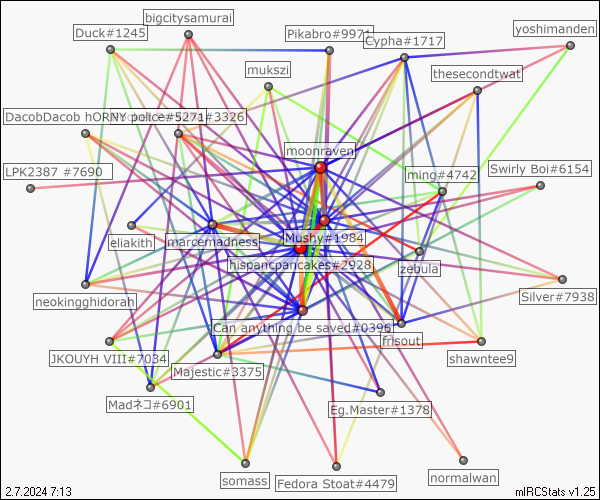 bigcitysamurai
Duck#1245
Pikabro#9971
Cypha#1717
yoshimanden
mukszi
thesecondtwat
DacobDacob hORNY police#5271#3326
moonraven
LPK2387 #7690
ming#4742
Swirly Boi#6154
eliakith
marcemadness
Mushy#1984
hispancpancakes#2928
zebula
neokingghidorah
Silver#7938
Can anything be saved#0396
frisout
JKOUYH VIII#7034
Majestic#3375
shawntee9
Madネコ#6901
Eg.Master#1378
somass
Fedora Stoat#4479
normalwan
2.7.2024 7:13
mIRCStats v1.25